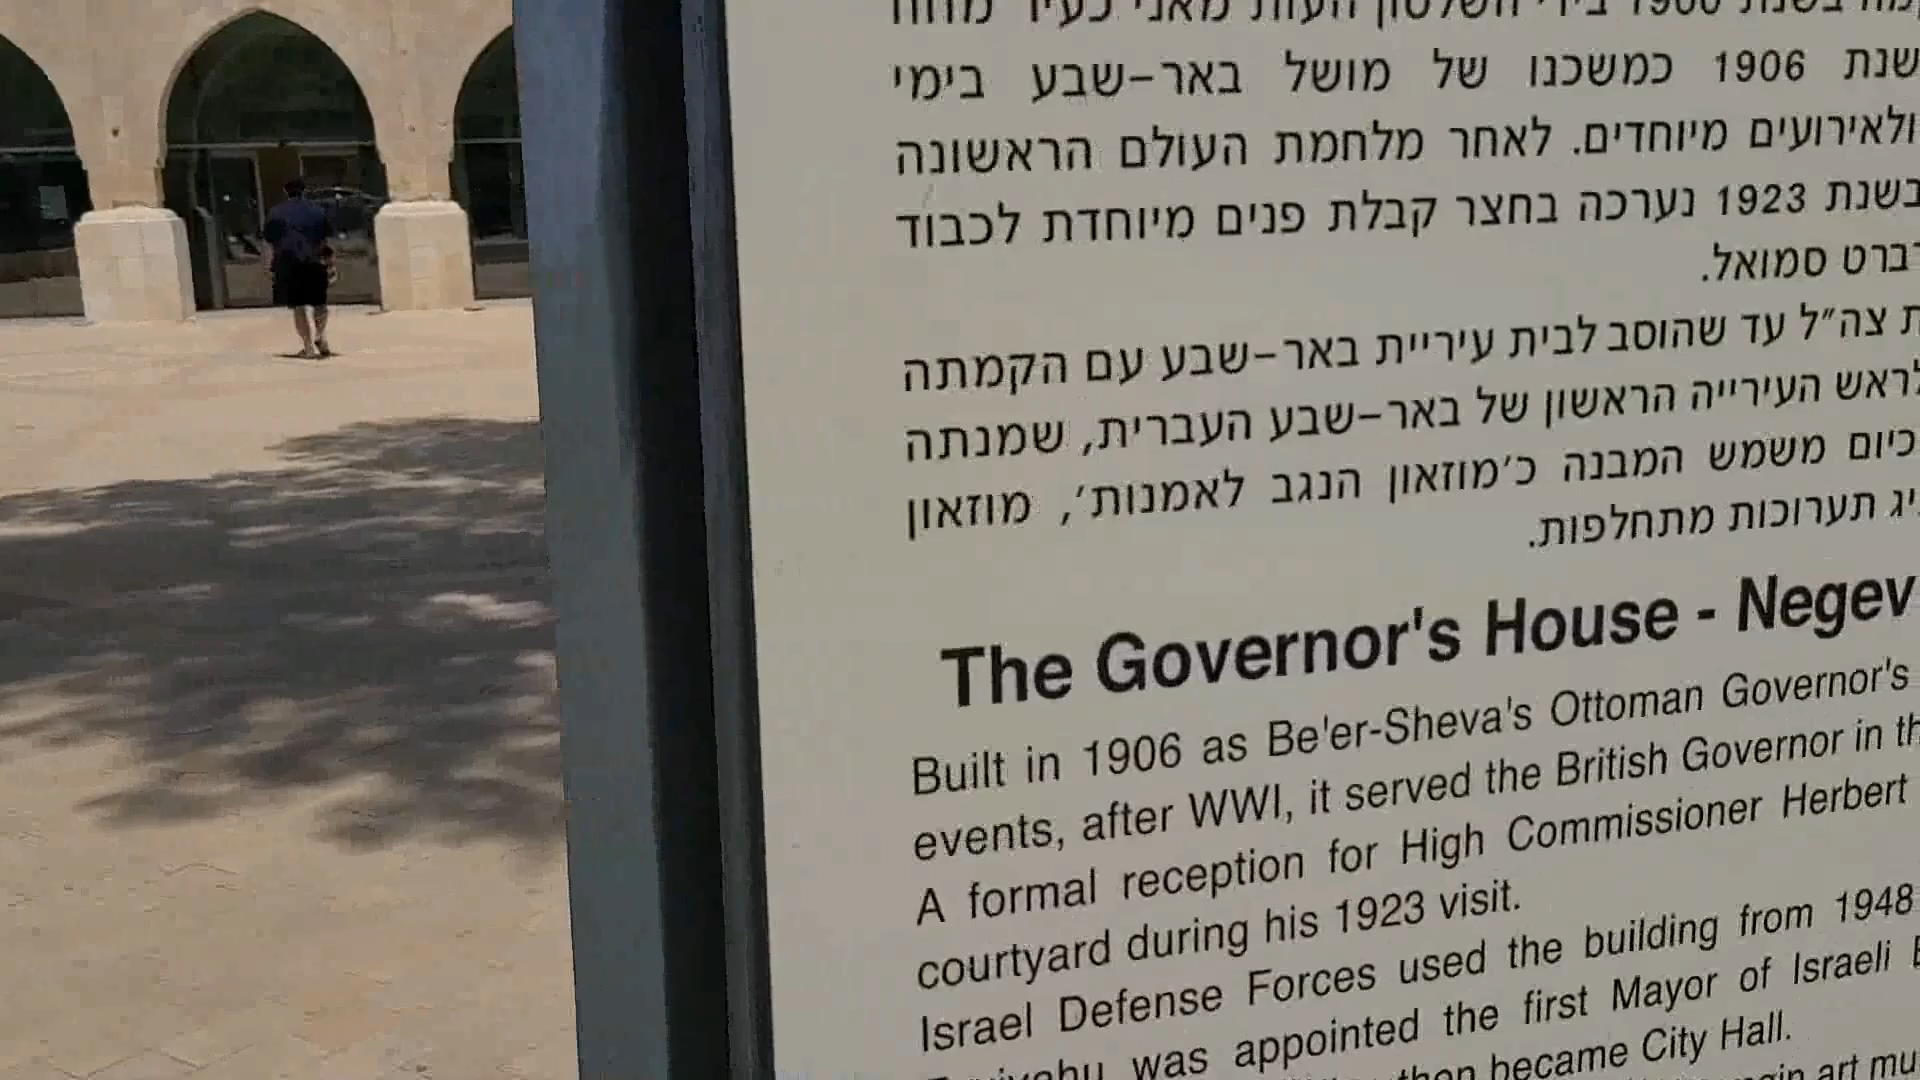 שנת 1906 כמשכנו של מושל באר-שבע בימי
ולאירועים מיוחדים. לאחר מלחמת העולם הראשונה
בשנת 1923 נערכה בחצר קבלת פנים מיוחדת לכבוד
סמואל.
צה״ל עד שהוסב לבית עיריית באר-שבע עם הקמתה
לראש העירייה הראשון של באר-שבע העברית, שמנתה
כיום משמש המבנה כ'מוזאון הנגב לאמנות', מוזאון
תערוכות מתחלפות.
The Governor's House - Negev
Built in 1906 as Be'er-Sheva's Ottoman Governor's
events, after WWI, it served the British Governor in
A formal reception for High Commissioner Herbert
courtyard during his 1923 visit.
Israel Defense Forces used the building from 1948
was appointed the first Mayor of Israeli
became City Hall.
art